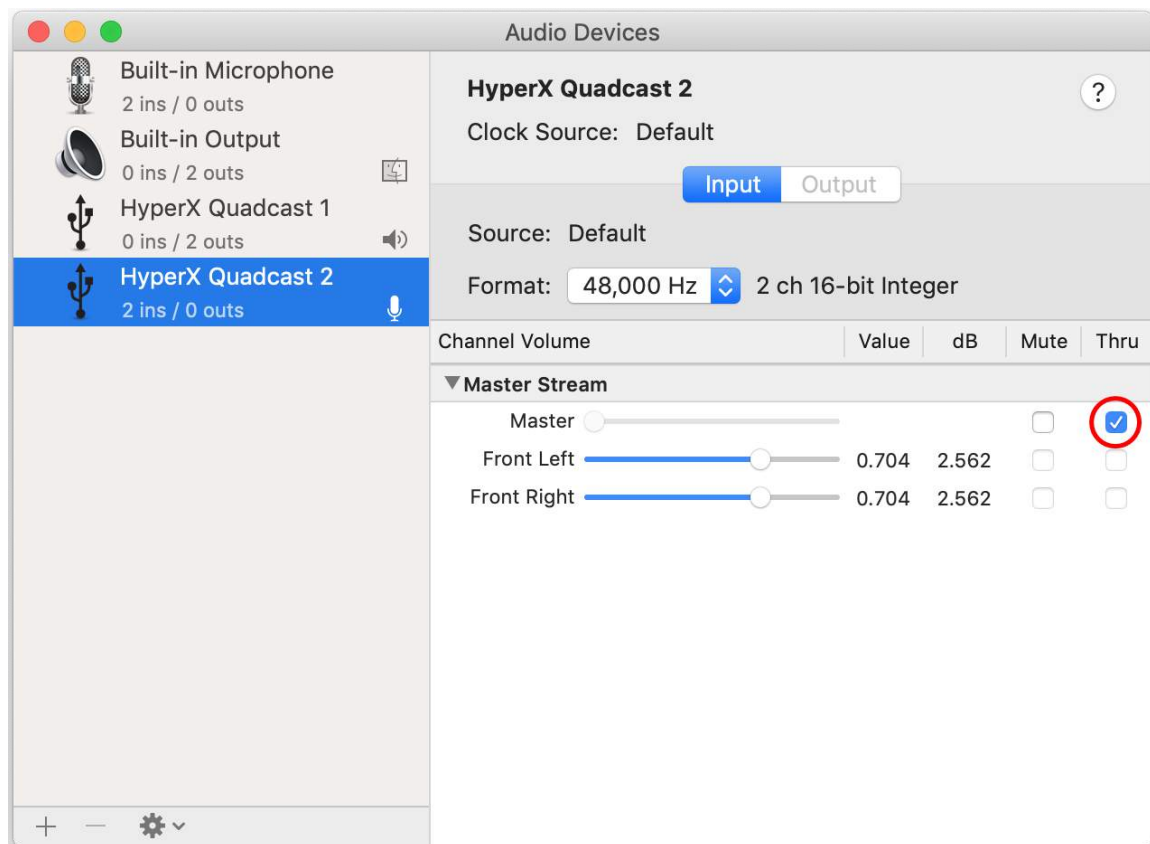 Audio Devices
Built-in Microphone
2 ins / 0 outs
Built-in Output
0 ins / 2 outs
HyperX Quadcast 1
0 ins / 2 outs
HyperX Quadcast 2
2 ins / 0 outs
HyperX Quadcast 2
?
Clock Source: Default
Input Output
Source: Default
Format: 48,000 Hz 2 ch 16-bit Integer
Channel Volume Value dB Mute Thru
Master Stream
Master
Front Left 0.704 2.562
Front Right 0.704 2.562